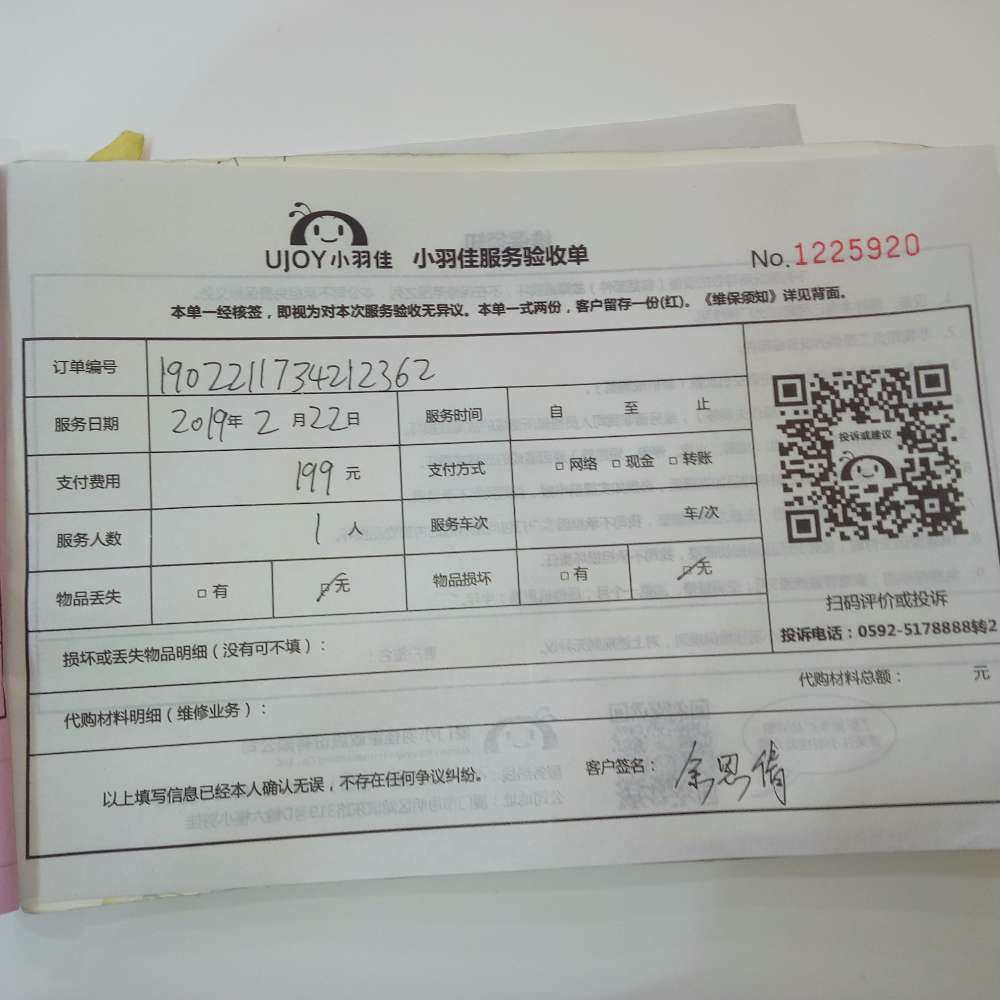 UJOY小羽佳 小羽佳服务验收单 No.1225920
本单一经核签，即视为对本次服务验收无异议。本单一式两份，客户留存一份(红)。《维保须知》详见背面。
订单编号 190221173421​2362
服务日期 2019年2月22日 服务时间 自 至 止
支付费用 199元 支付方式 □网络 □现金 □转账
服务人数 1人 服务车次 车/次
物品丢失 □有 ☑无 物品损坏 □有 ☑无
投诉或建议
扫码评价或投诉
投诉电话：0592-5178888转2
损坏或丢失物品明细（没有可不填）：
代购材料明细（维修业务）： 代购材料总额： 元
以上填写信息已经本人确认无误，不存在任何争议纠纷。 客户签名：余思倩